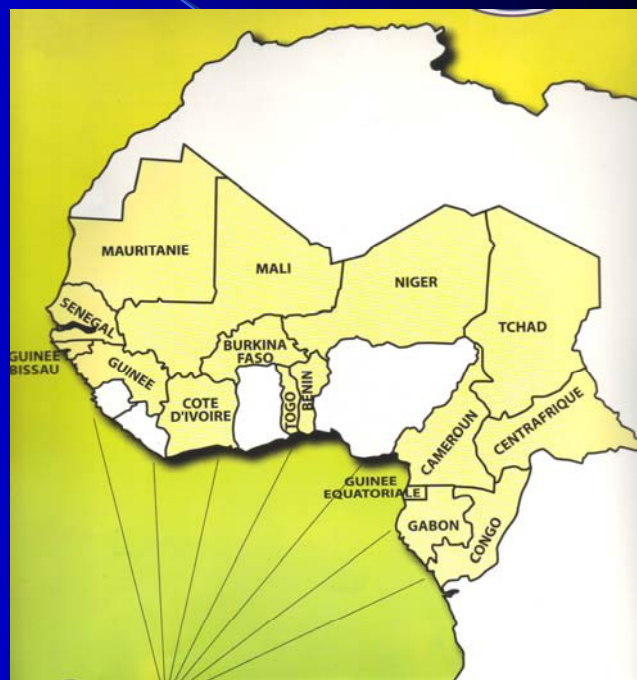 MAURITANIE
MALI
NIGER
TCHAD
SENEGAL
GUINEE
BISSAU
GUINEE
BURKINA
FASO
COTE
D'IVOIRE
TOGO
BENIN
CAMEROUN
CENTRAFRIQUE
GUINEE
EQUATORIALE
GABON
CONGO